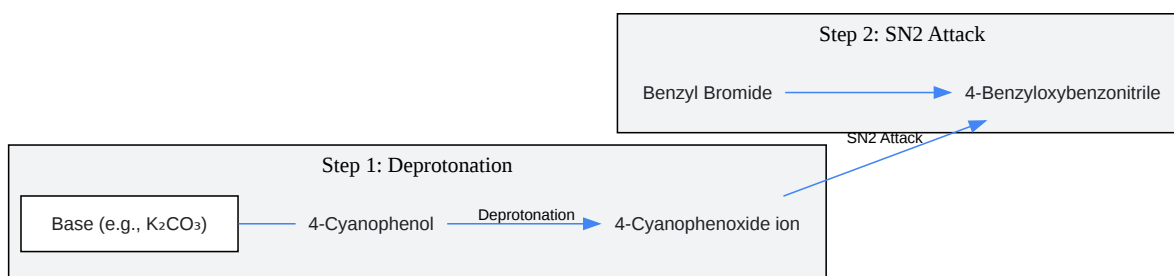 Step 2: SN2 Attack
Benzyl Bromide
4-Benzyloxybenzonitrile
SN2 Attack
Step 1: Deprotonation
Base (e.g., K₂CO₃)
4-Cyanophenol
Deprotonation
4-Cyanophenoxide ion